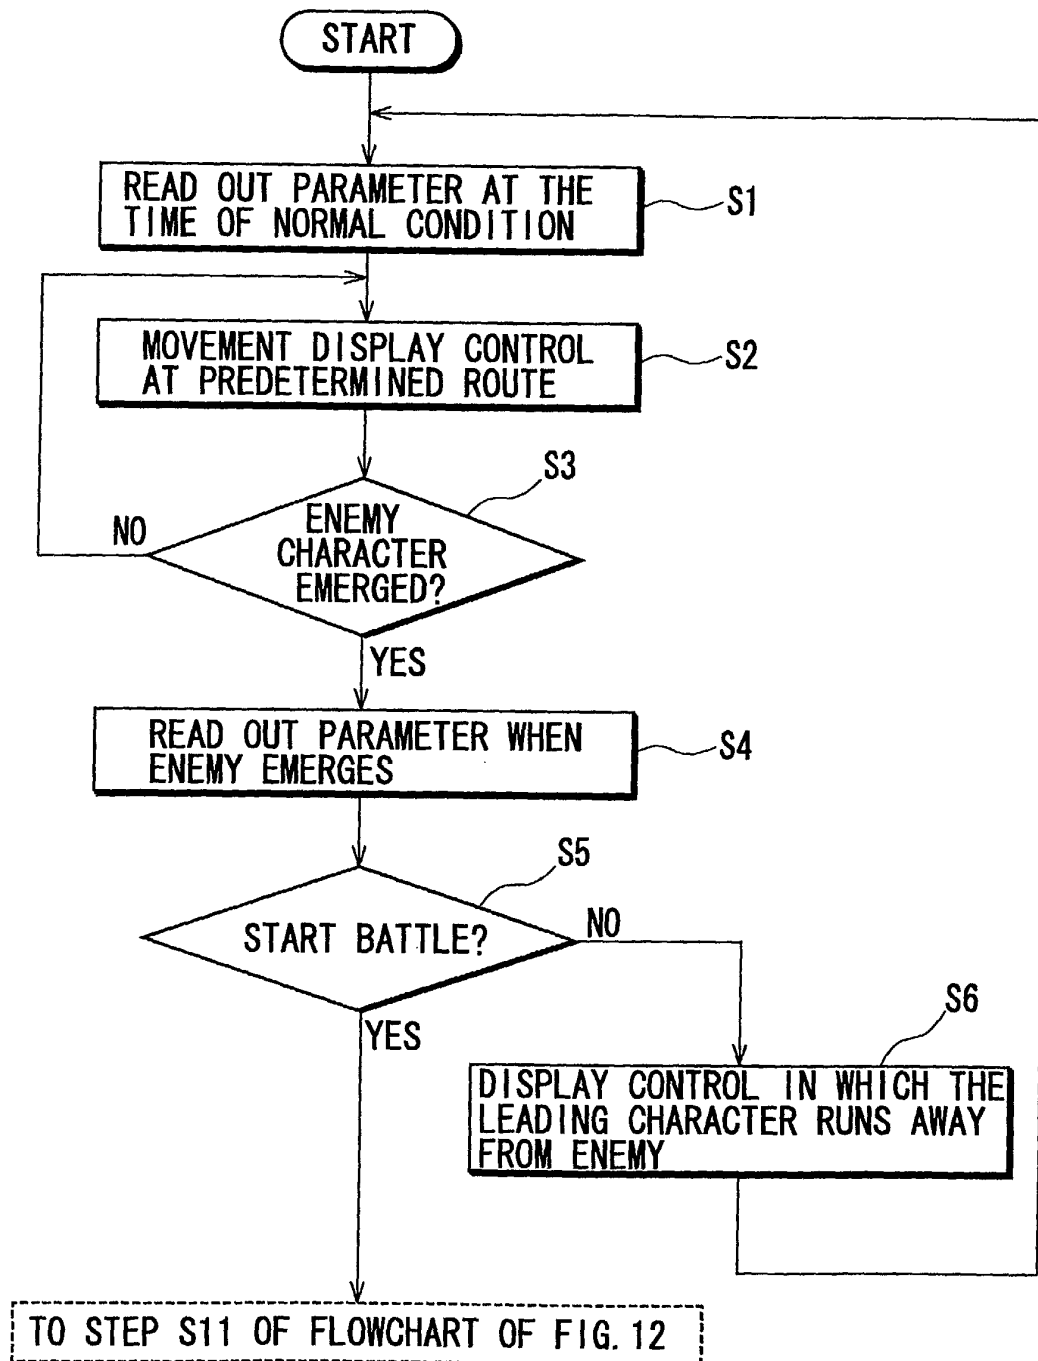 START
READ OUT PARAMETER AT THE
TIME OF NORMAL CONDITION
S1
MOVEMENT DISPLAY CONTROL
AT PREDETERMINED ROUTE
S2
S3
ENEMY
CHARACTER
EMERGED?
NO
YES
READ OUT PARAMETER WHEN
ENEMY EMERGES
S4
S5
START BATTLE?
NO
YES
S6
DISPLAY CONTROL IN WHICH THE
LEADING CHARACTER RUNS AWAY
FROM ENEMY
TO STEP S11 OF FLOWCHART OF FIG. 12